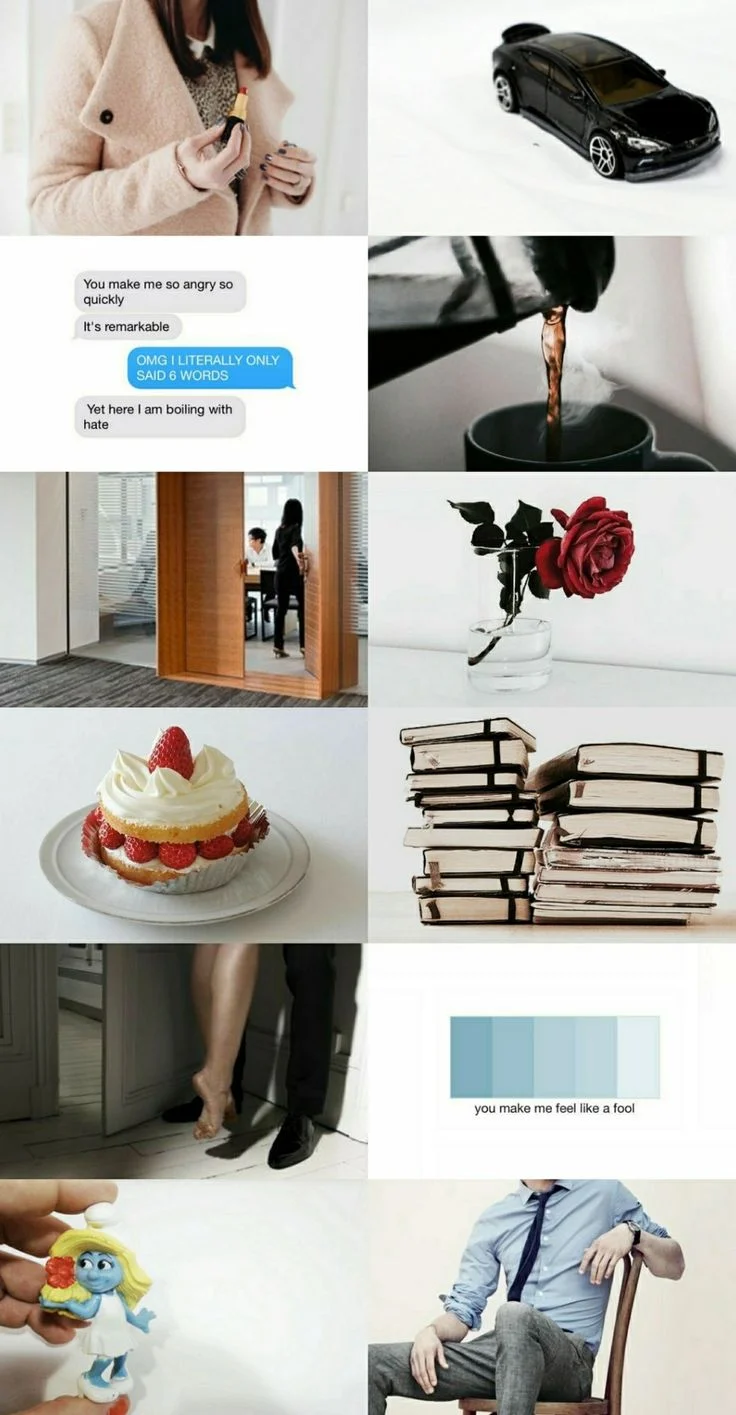 You make me so angry so
quickly
It's remarkable
OMG I LITERALLY ONLY
SAID 6 WORDS
Yet here I am boiling with
hate
you make me feel like a fool